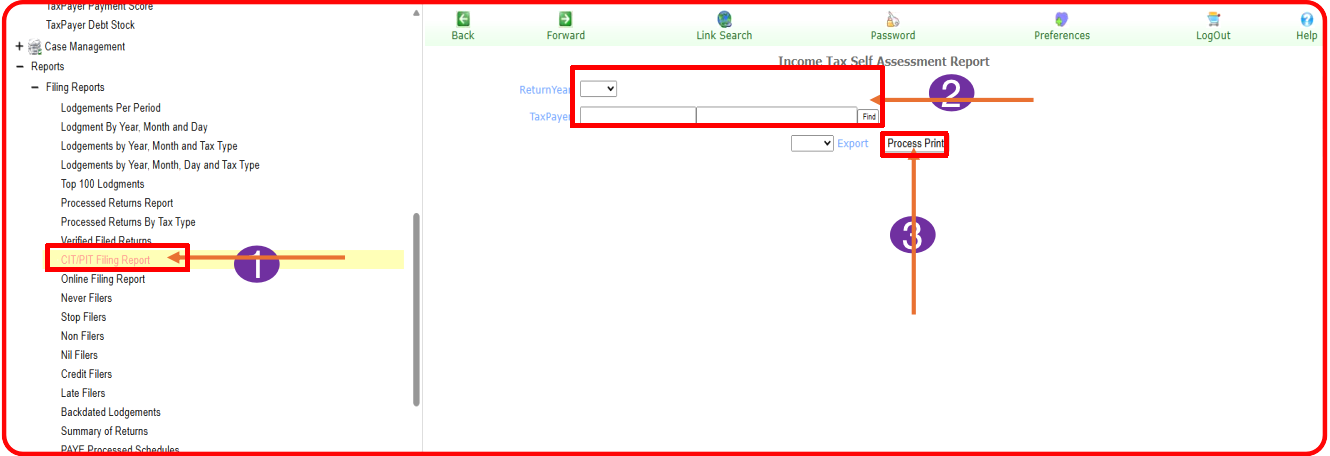 TaxPayer Payment Score
TaxPayer Debt Stock
Case Management
Reports
Filing Reports
Lodgements Per Period
Lodgment By Year, Month and Day
Lodgements by Year, Month and Tax Type
Lodgements by Year, Month, Day and Tax Type
Top 100 Lodgments
Processed Returns Report
Processed Returns By Tax Type
Verified Filed Returns
CIT/PIT Filing Report
Online Filing Report
Never Filers
Stop Filers
Non Filers
Nil Filers
Credit Filers
Late Filers
Backdated Lodgements
Summary of Returns
PAYE Processed Schedules
1
Back Forward Link Search Password Preferences LogOut Help
Income Tax Self Assessment Report
ReturnYear
TaxPayer Find
2
Export Process Print
3